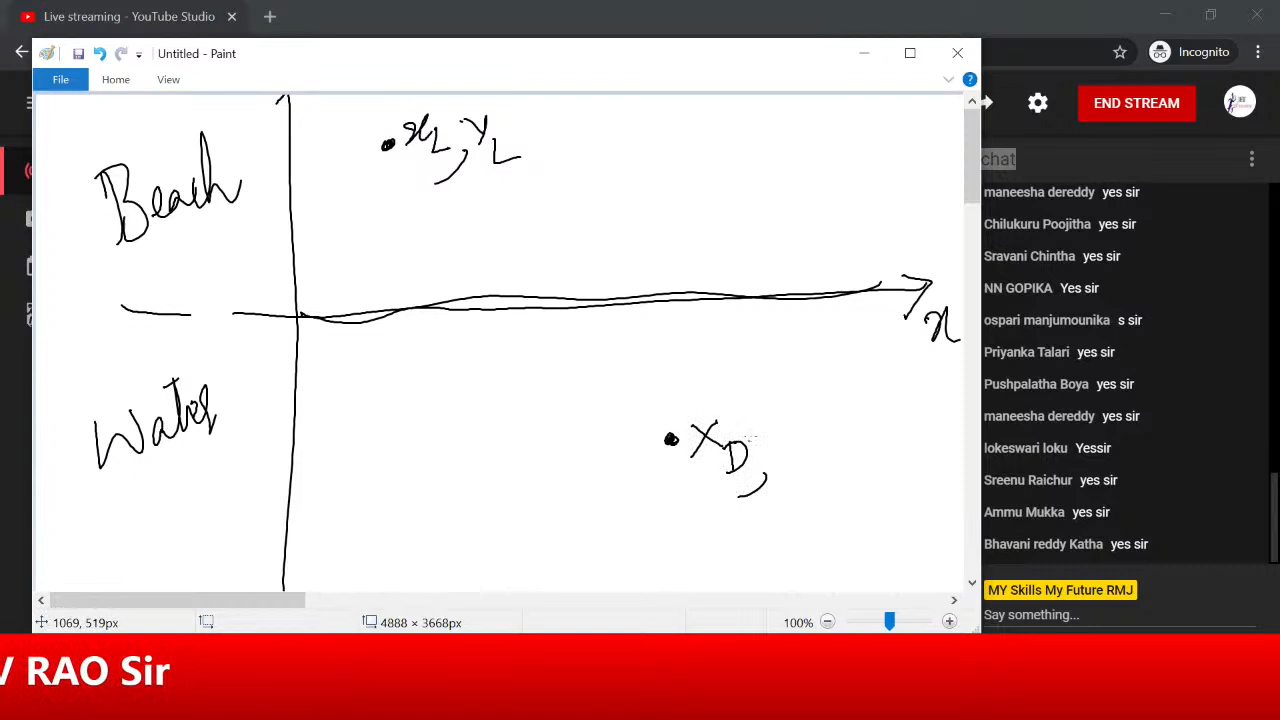 Live streaming - YouTube Studio
Incognito
Untitled - Paint
File Home View
END STREAM
chat
maneesha dereddy yes sir
Chilukuru Poojitha yes sir
Sravani Chintha yes sir
NN GOPIKA Yes sir
ospari manjumounika s sir
Priyanka Talari yes sir
Pushpalatha Boya yes sir
maneesha dereddy yes sir
lokeswari loku Yessir
Sreenu Raichur yes sir
Ammu Mukka yes sir
Bhavani reddy Katha yes sir
MY Skills My Future RMJ
Say something...
Beach
x_L, y_L
x
Water
X_D,
1069, 519px
4888 × 3668px
100%
V RAO Sir